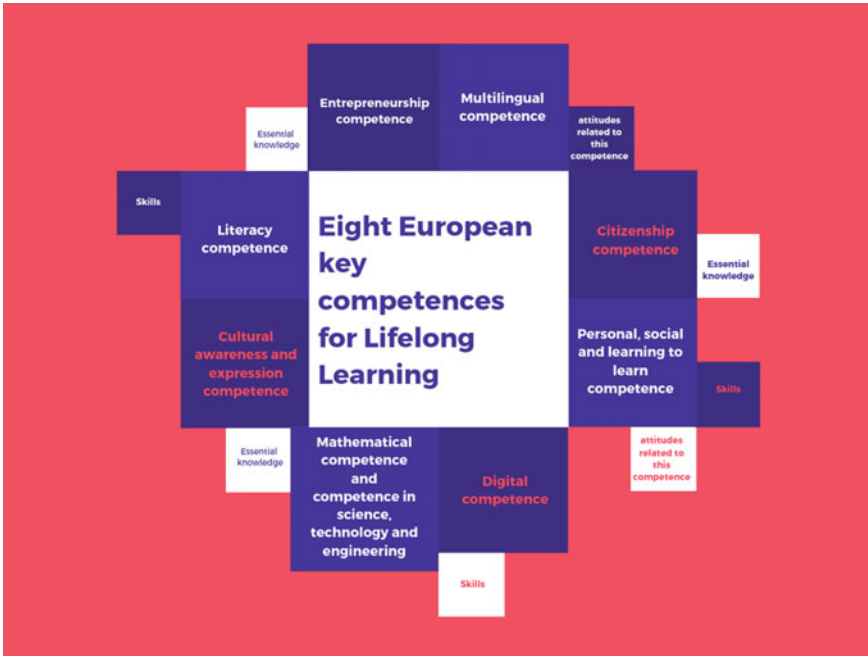 Entrepreneurship
competence
Multilingual
competence
Essential
knowledge
attitudes
related to
this
competence
Skills
Literacy
competence
Eight European
key
competences
for Lifelong
Learning
Citizenship
competence
Essential
knowledge
Cultural
awareness and
expression
competence
Personal, social
and learning to
learn
competence
Skills
Essential
knowledge
Mathematical
competence
and
competence in
science,
technology and
engineering
Digital
competence
attitudes
related to
this
competence
Skills